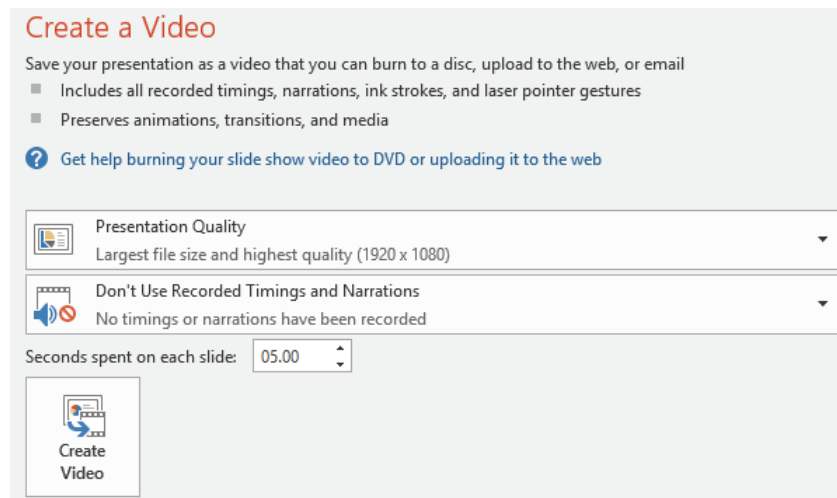 Create a Video
Save your presentation as a video that you can burn to a disc, upload to the web, or email
Includes all recorded timings, narrations, ink strokes, and laser pointer gestures
Preserves animations, transitions, and media
Get help burning your slide show video to DVD or uploading it to the web
Presentation Quality
Largest file size and highest quality (1920 x 1080)
Don't Use Recorded Timings and Narrations
No timings or narrations have been recorded
Seconds spent on each slide: 05.00
Create
Video